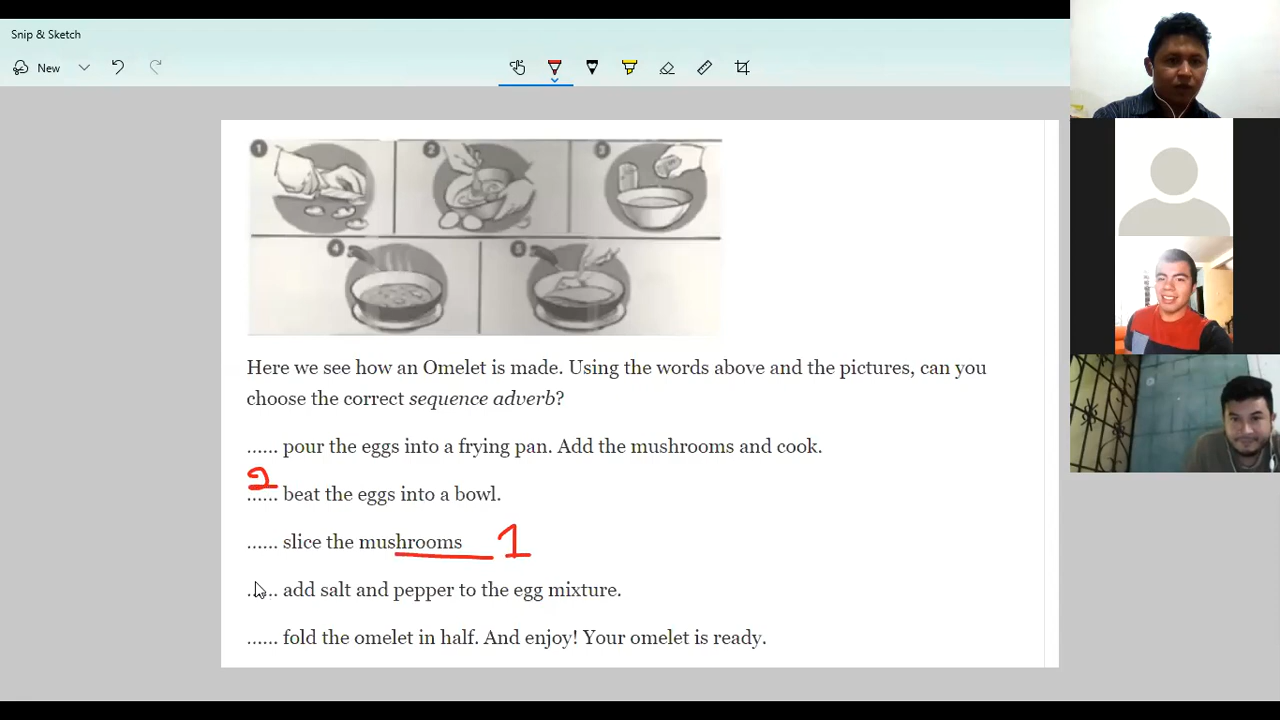 Snip & Sketch
New
1 2 3
4 5
Here we see how an Omelet is made. Using the words above and the pictures, can you
choose the correct sequence adverb?
...... pour the eggs into a frying pan. Add the mushrooms and cook.
2
...... beat the eggs into a bowl.
...... slice the mushrooms 1
...... add salt and pepper to the egg mixture.
...... fold the omelet in half. And enjoy! Your omelet is ready.